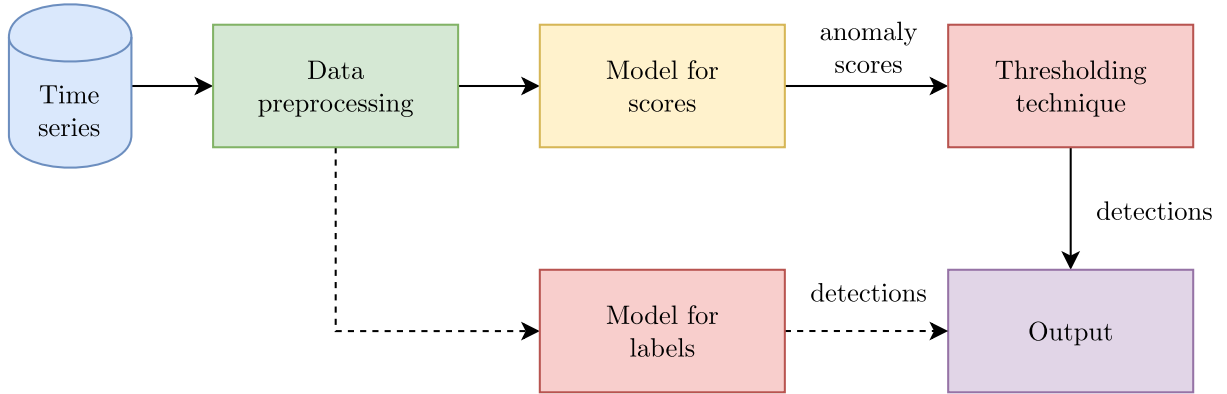 Time
series
Data
preprocessing
Model for
scores
anomaly
scores
Thresholding
technique
detections
Model for
labels
detections
Output